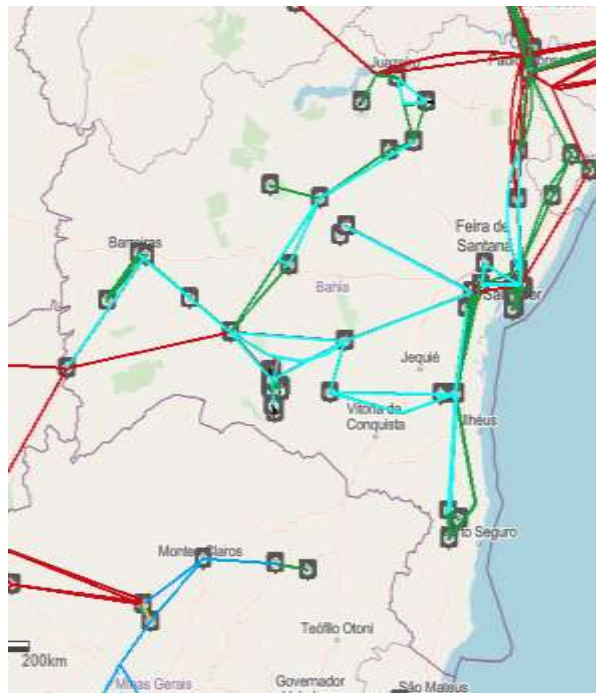 Juazeiro
Paulo Afonso
Feira de
Santana
Barreiras
Bahia
Salvador
Jequié
Vitória da
Conquista
Ilhéus
Porto Seguro
Montes Claros
Teófilo Otoni
200km
Minas Gerais
Governador
São Mateus